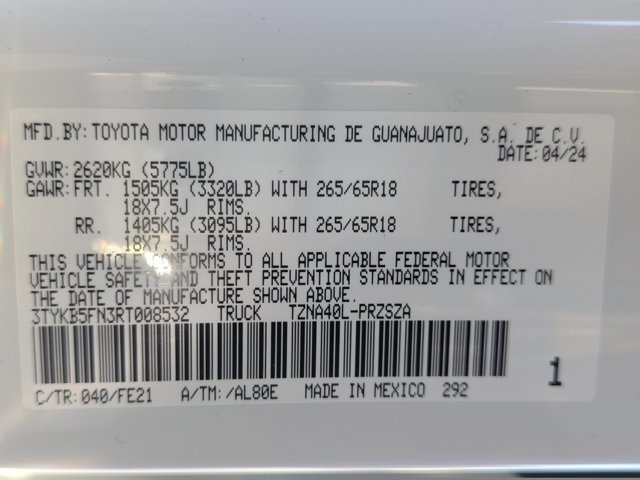 MFD.BY:TOYOTA MOTOR MANUFACTURING DE GUANAJUATO, S.A. DE C.V.
DATE:04/24
GVWR:2620KG (5775LB)
GAWR:FRT. 1505KG (3320LB) WITH 265/65R18 TIRES,
18X7.5J RIMS.
RR. 1405KG (3095LB) WITH 265/65R18 TIRES,
18X7.5J RIMS.
THIS VEHICLE CONFORMS TO ALL APPLICABLE FEDERAL MOTOR
VEHICLE SAFETY AND THEFT PREVENTION STANDARDS IN EFFECT ON
THE DATE OF MANUFACTURE SHOWN ABOVE.
3TYKB5FN3RT008532 TRUCK TZNA40L-PRZSZA
1
C/TR:040/FE21 A/TM:/AL80E MADE IN MEXICO 292